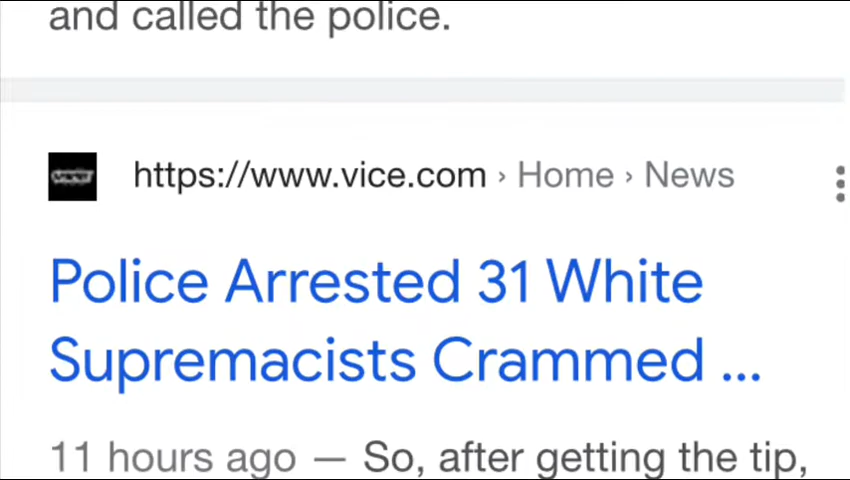 and called the police.
https://www.vice.com › Home › News
Police Arrested 31 White
Supremacists Crammed ...
11 hours ago — So, after getting the tip,